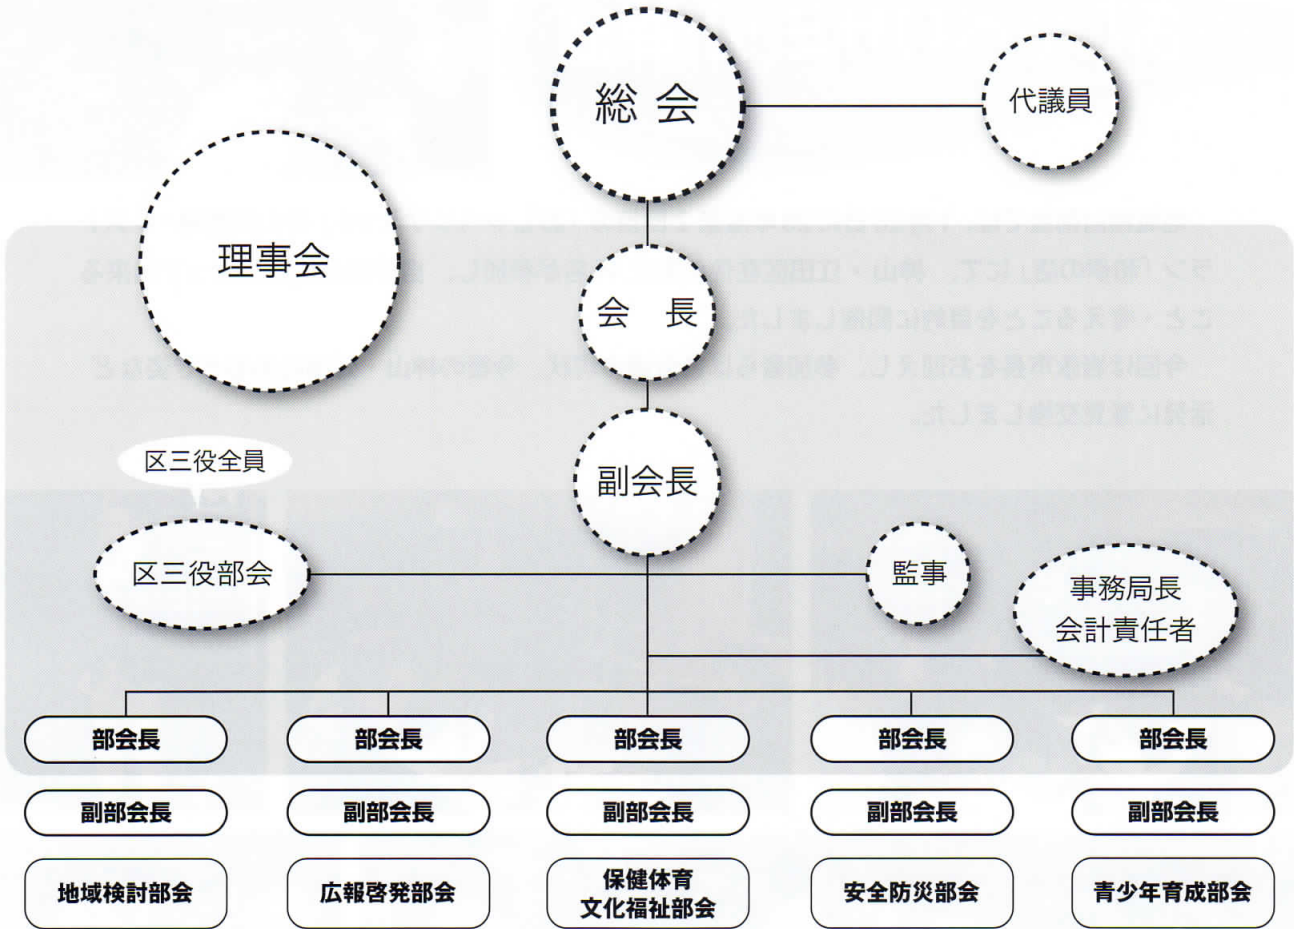 総会
代議員
理事会
会 長
副会長
区三役全員
区三役部会
監事
事務局長
会計責任者
部会長
部会長
部会長
部会長
部会長
副部会長
副部会長
副部会長
副部会長
副部会長
地域検討部会
広報啓発部会
保健体育
文化福祉部会
安全防災部会
青少年育成部会